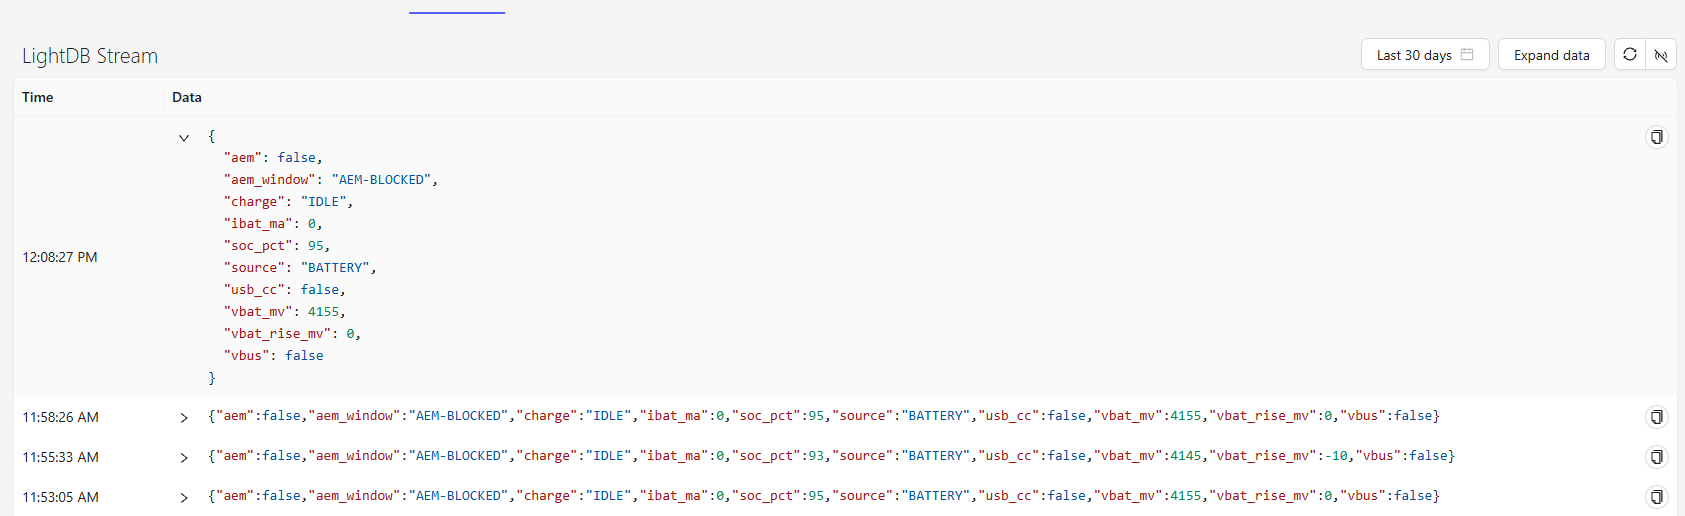 LightDB Stream
Last 30 days
Expand data
Time Data
12:08:27 PM
{
"aem": false,
"aem_window": "AEM-BLOCKED",
"charge": "IDLE",
"ibat_ma": 0,
"soc_pct": 95,
"source": "BATTERY",
"usb_cc": false,
"vbat_mv": 4155,
"vbat_rise_mv": 0,
"vbus": false
}
11:58:26 AM {"aem":false,"aem_window":"AEM-BLOCKED","charge":"IDLE","ibat_ma":0,"soc_pct":95,"source":"BATTERY","usb_cc":false,"vbat_mv":4155,"vbat_rise_mv":0,"vbus":false}
11:55:33 AM {"aem":false,"aem_window":"AEM-BLOCKED","charge":"IDLE","ibat_ma":0,"soc_pct":93,"source":"BATTERY","usb_cc":false,"vbat_mv":4145,"vbat_rise_mv":-10,"vbus":false}
11:53:05 AM {"aem":false,"aem_window":"AEM-BLOCKED","charge":"IDLE","ibat_ma":0,"soc_pct":95,"source":"BATTERY","usb_cc":false,"vbat_mv":4155,"vbat_rise_mv":0,"vbus":false}